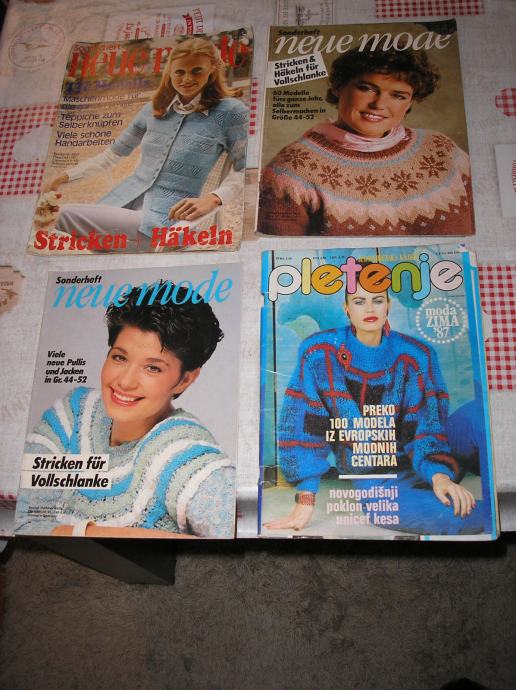 Sonderheft
neue mode
Maschenmode für
Teppiche zum
Selberknüpfen
Viele schöne
Handarbeiten
Stricken + Häkeln
Sonderheft
neue mode
Stricken &
Häkeln für
Vollschlanke
60 Modelle
fürs ganze Jahr,
alle zum
Selbermachen in
Größe 44-52
Sonderheft
neue mode
Viele
neue Pullis
und Jacken
in Gr. 44-52
Stricken für
Vollschlanke
pletenje
moda
ZIMA
'87
PREKO
100 MODELA
IZ EVROPSKIH
MODNIH
CENTARA
novogodišnji
poklon-velika
unicef kesa